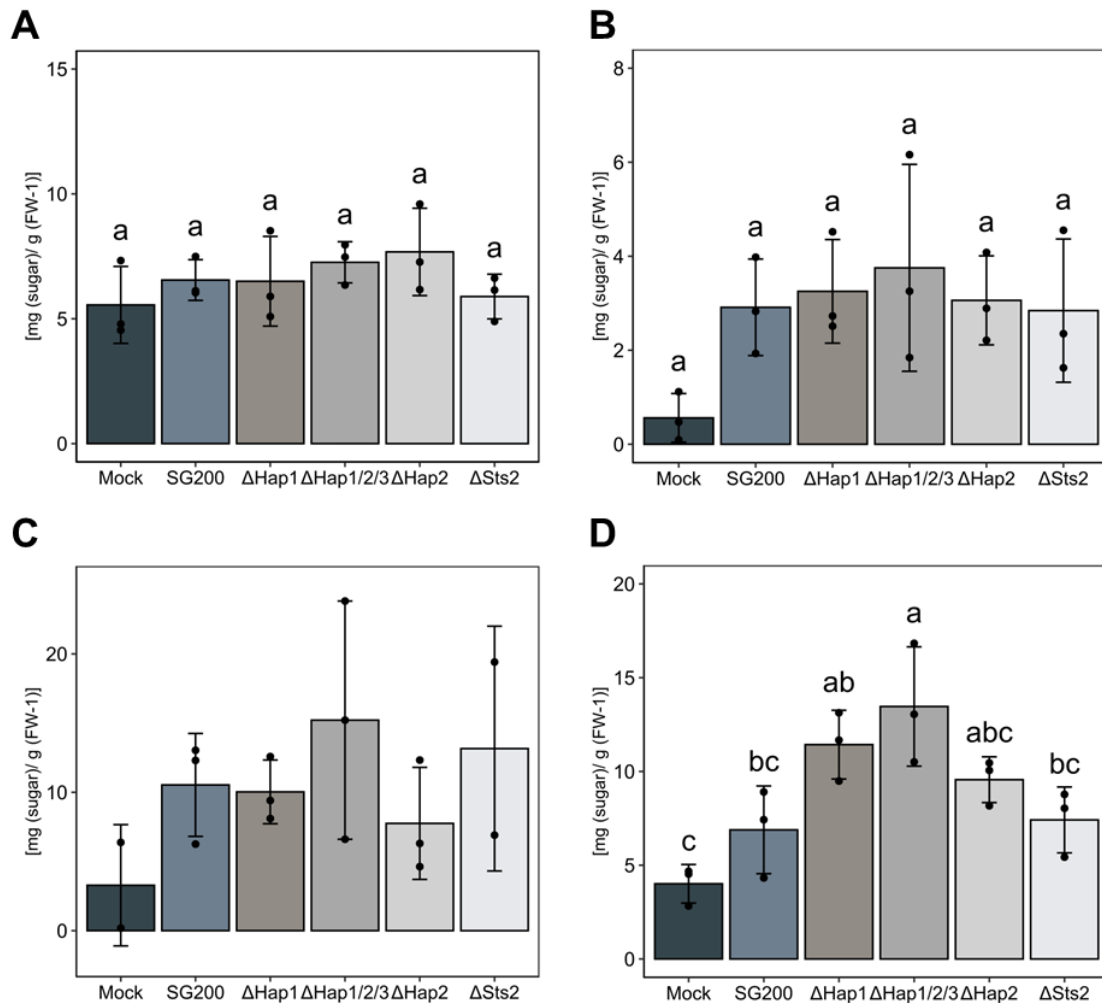 A
[mg (sugar)/ g (FW-1)]
15
10
5
0
a a a a a a
Mock SG200 ΔHap1 ΔHap1/2/3 ΔHap2 ΔSts2
B
[mg (sugar)/ g (FW-1)]
8
6
4
2
0
a a a a a a
Mock SG200 ΔHap1 ΔHap1/2/3 ΔHap2 ΔSts2
C
[mg (sugar)/ g (FW-1)]
20
10
0
Mock SG200 ΔHap1 ΔHap1/2/3 ΔHap2 ΔSts2
D
[mg (sugar)/ g (FW-1)]
20
15
10
5
0
c bc ab a abc bc
Mock SG200 ΔHap1 ΔHap1/2/3 ΔHap2 ΔSts2